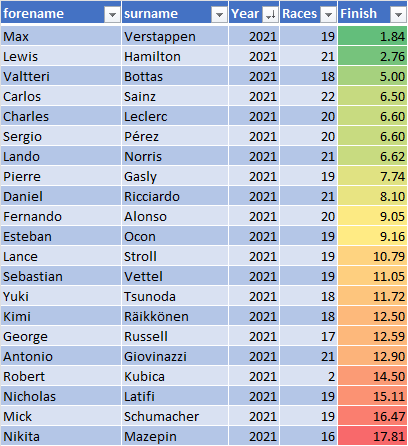 forename surname Year Races Finish
Max Verstappen 2021 19 1.84
Lewis Hamilton 2021 21 2.76
Valtteri Bottas 2021 18 5.00
Carlos Sainz 2021 22 6.50
Charles Leclerc 2021 20 6.60
Sergio Pérez 2021 20 6.60
Lando Norris 2021 21 6.62
Pierre Gasly 2021 19 7.74
Daniel Ricciardo 2021 21 8.10
Fernando Alonso 2021 20 9.05
Esteban Ocon 2021 19 9.16
Lance Stroll 2021 19 10.79
Sebastian Vettel 2021 19 11.05
Yuki Tsunoda 2021 18 11.72
Kimi Räikkönen 2021 18 12.50
George Russell 2021 17 12.59
Antonio Giovinazzi 2021 21 12.90
Robert Kubica 2021 2 14.50
Nicholas Latifi 2021 19 15.11
Mick Schumacher 2021 19 16.47
Nikita Mazepin 2021 16 17.81